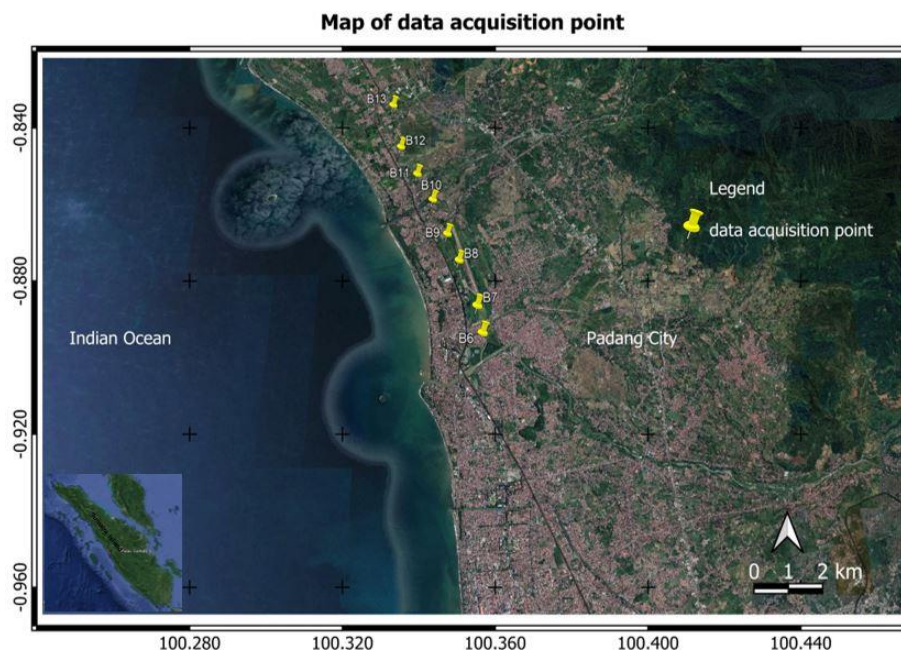 Map of data acquisition point
-0.840
-0.880
-0.920
-0.960
B13
B12
B11
B10
B9
B8
B7
B6
Legend
data acquisition point
Indian Ocean
Padang City
0 1 2 km
100.280 100.320 100.360 100.400 100.440